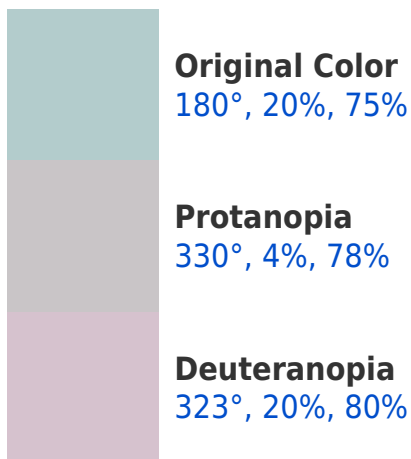 Original Color
180°, 20%, 75%
Protanopia
330°, 4%, 78%
Deuteranopia
323°, 20%, 80%